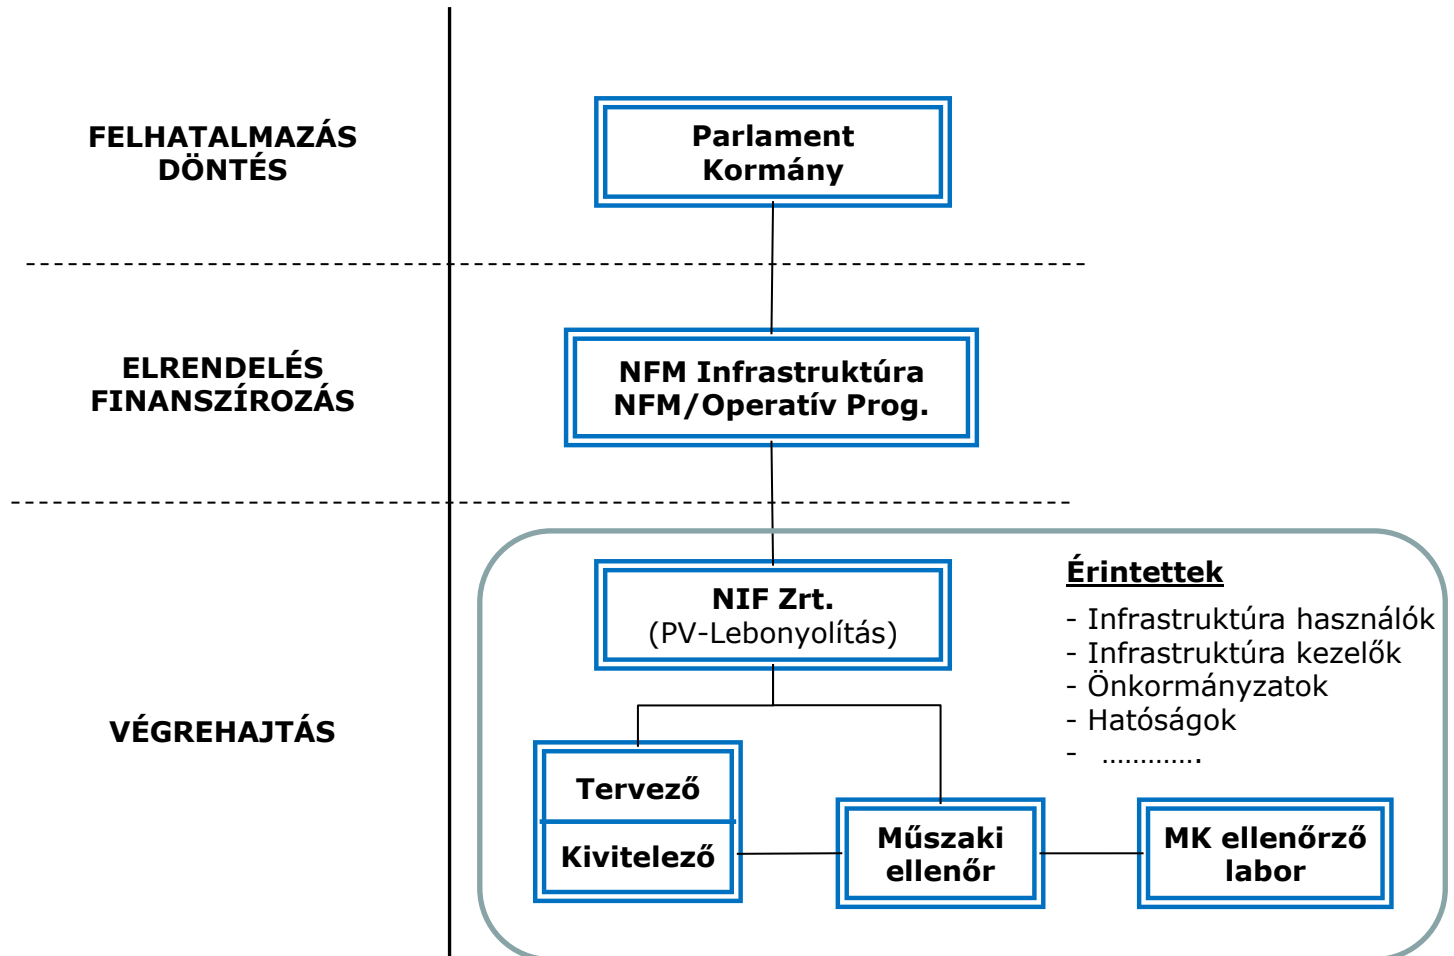 FELHATALMAZÁS
DÖNTÉS
Parlament
Kormány
ELRENDELÉS
FINANSZÍROZÁS
NFM Infrastruktúra
NFM/Operatív Prog.
VÉGREHAJTÁS
NIF Zrt.
(PV-Lebonyolítás)
Érintettek
- Infrastruktúra használók
- Infrastruktúra kezelők
- Önkormányzatok
- Hatóságok
- ………….
Tervező
Kivitelező
Műszaki
ellenőr
MK ellenőrző
labor